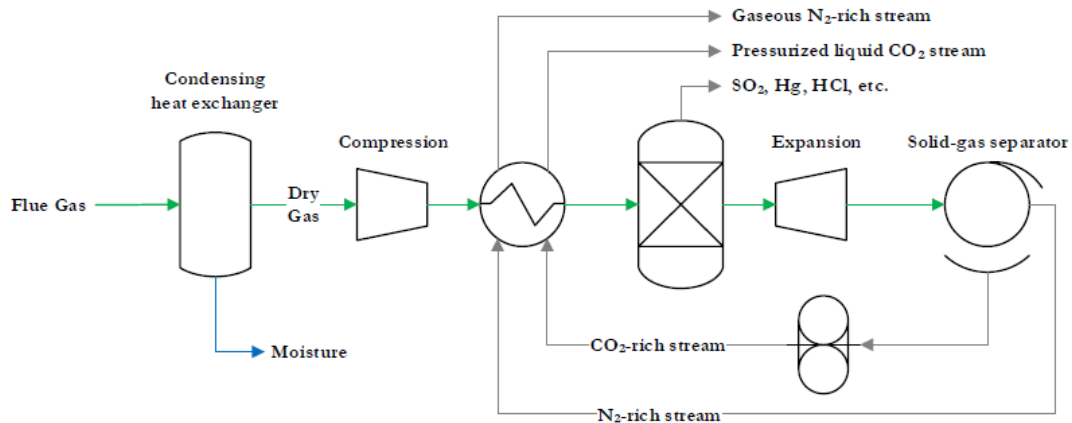 Gaseous N₂-rich stream
Pressurized liquid CO₂ stream
SO₂, Hg, HCl, etc.
Condensing
heat exchanger
Compression
Expansion
Solid-gas separator
Flue Gas
Dry
Gas
Moisture
CO₂-rich stream
N₂-rich stream